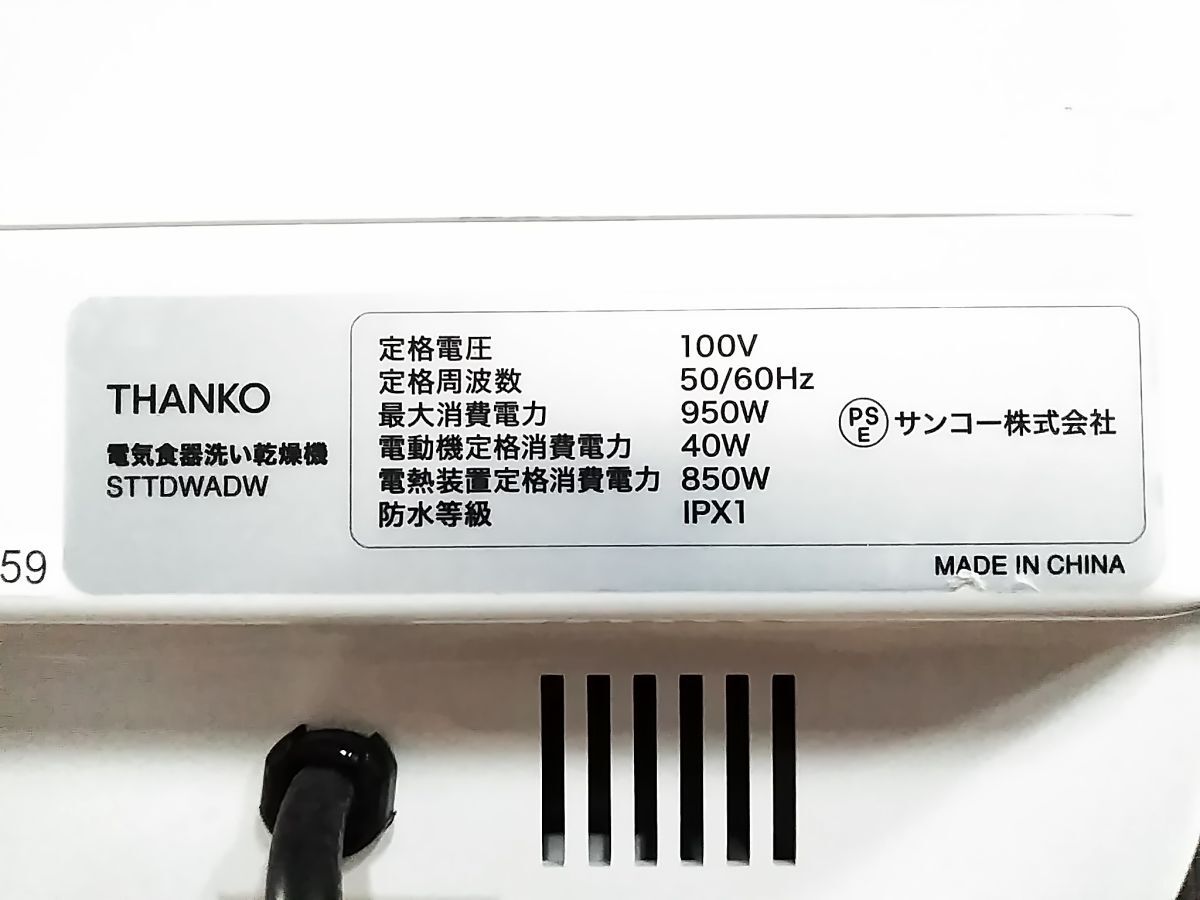 THANKO
電気食器洗い乾燥機
STTDWADW
定格電圧 100V
定格周波数 50/60Hz
最大消費電力 950W
電動機定格消費電力 40W
電熱装置定格消費電力 850W
防水等級 IPX1
PS
E
サンコー株式会社
MADE IN CHINA
59